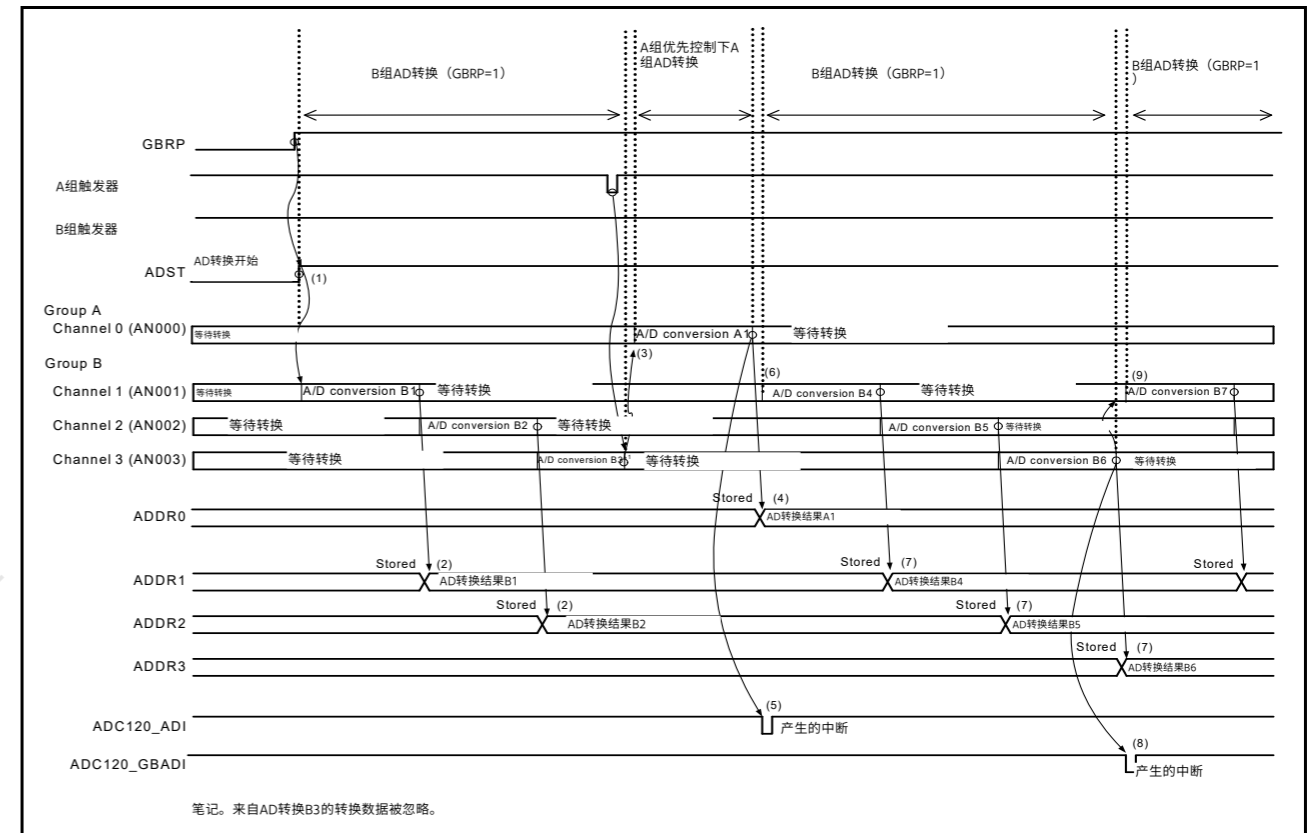 B组AD转换（GBRP=1）
A组优先控制下A
组AD转换
B组AD转换（GBRP=1）
B组AD转换（GBRP=1
）
GBRP
A组触发器
B组触发器
AD转换开始
ADST
(1)
Group A
Channel 0 (AN000)
等待转换
A/D conversion A1
等待转换
(3)
Group B
(6)
(9)
Channel 1 (AN001)
等待转换
A/D conversion B1
等待转换
A/D conversion B4
等待转换
A/D conversion B7
Channel 2 (AN002)
等待转换
A/D conversion B2
等待转换
A/D conversion B5
等待转换
Channel 3 (AN003)
等待转换
A/D conversion B3*1
等待转换
A/D conversion B6
等待转换
Stored (4)
ADDR0
AD转换结果A1
Stored (2)
Stored (7)
Stored
ADDR1
AD转换结果B1
AD转换结果B4
Stored (2)
Stored (7)
ADDR2
AD转换结果B2
AD转换结果B5
Stored (7)
ADDR3
AD转换结果B6
(5)
ADC120_ADI
产生的中断
(8)
ADC120_GBADI
产生的中断
笔记。来自AD转换B3的转换数据被忽略。